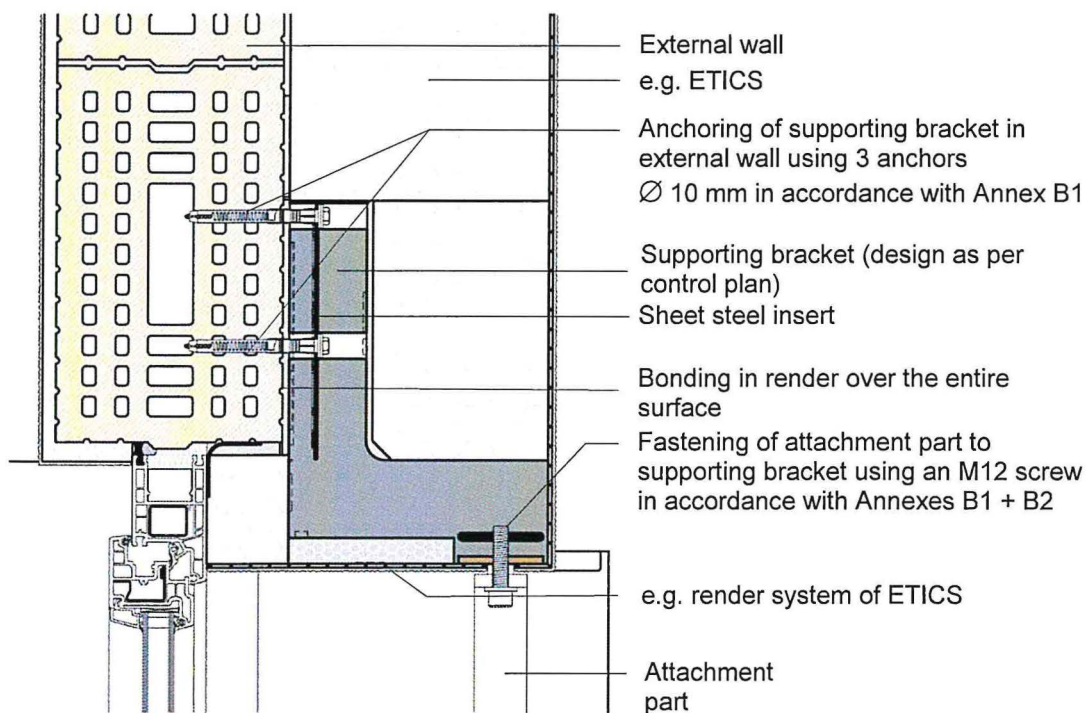 External wall
e.g. ETICS
Anchoring of supporting bracket in
external wall using 3 anchors
Ø 10 mm in accordance with Annex B1
Supporting bracket (design as per
control plan)
Sheet steel insert
Bonding in render over the entire
surface
Fastening of attachment part to
supporting bracket using an M12 screw
in accordance with Annexes B1 + B2
e.g. render system of ETICS
Attachment
part